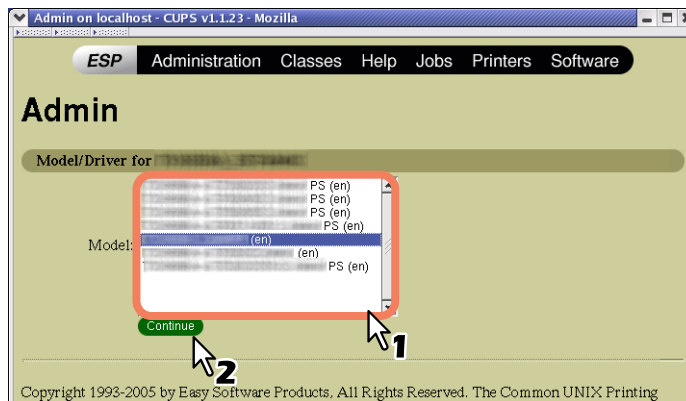 Admin on localhost - CUPS v1.1.23 - Mozilla
ESP Administration Classes Help Jobs Printers Software
Admin
Model/Driver for
PS (en)
PS (en)
PS (en)
PS (en)
Model:
(en)
(en)
PS (en)
Continue
1
2
Copyright 1993-2005 by Easy Software Products, All Rights Reserved. The Common UNIX Printing